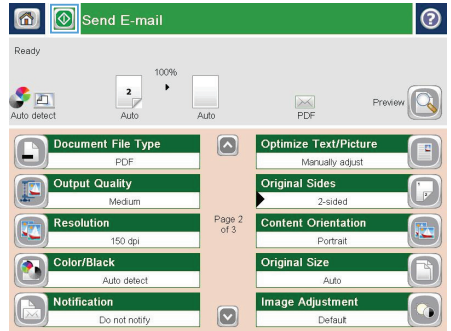 Send E-mail
?
Ready
100%
2
Auto detect
Auto
Auto
PDF
Preview
Document File Type
PDF
Output Quality
Medium
Resolution
150 dpi
Color/Black
Auto detect
Notification
Do not notify
Page 2
of 3
Optimize Text/Picture
Manually adjust
Original Sides
2-sided
Content Orientation
Portrait
Original Size
Auto
Image Adjustment
Default